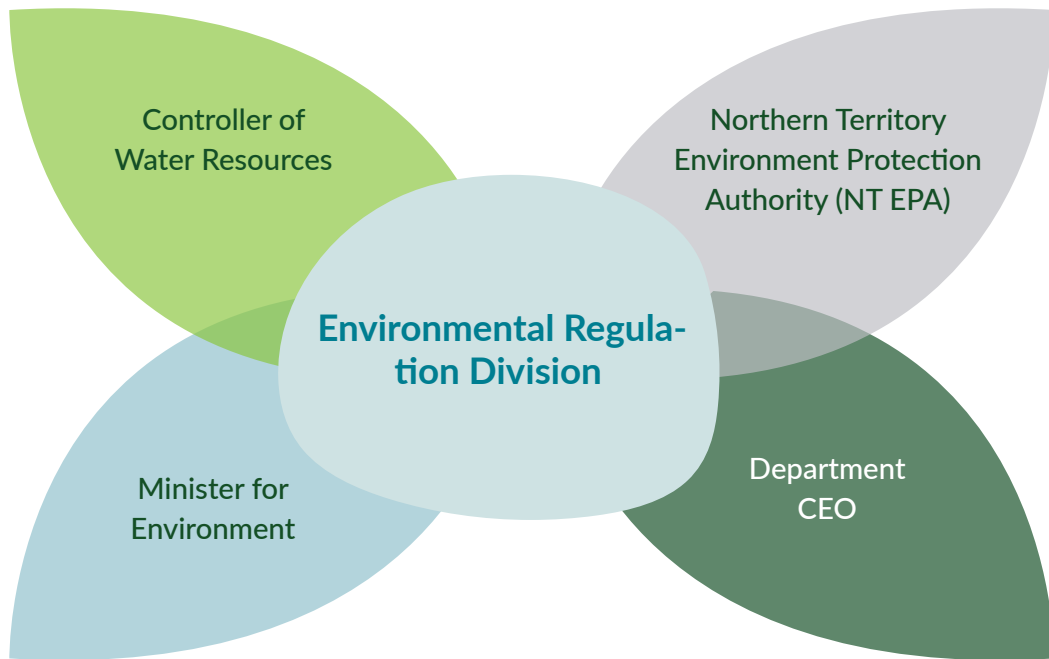 Controller of
Water Resources
Northern Territory
Environment Protection
Authority (NT EPA)
Environmental Regula-
tion Division
Minister for
Environment
Department
CEO